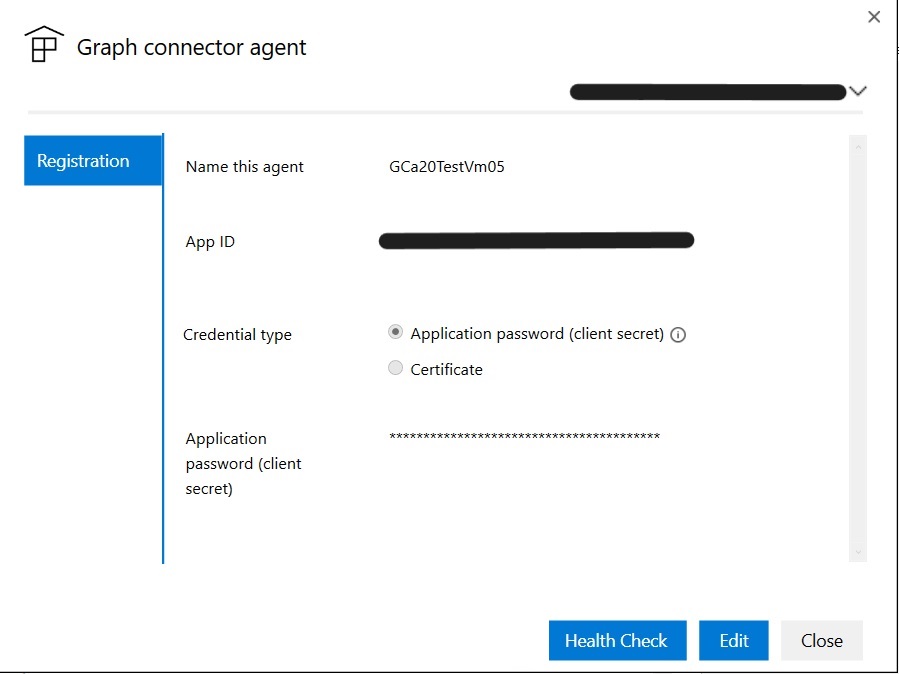 Graph connector agent
Registration
Name this agent
GCa20TestVm05
App ID
Credential type
Application password (client secret)
Certificate
Application
password (client
secret)
****************************************
Health Check
Edit
Close